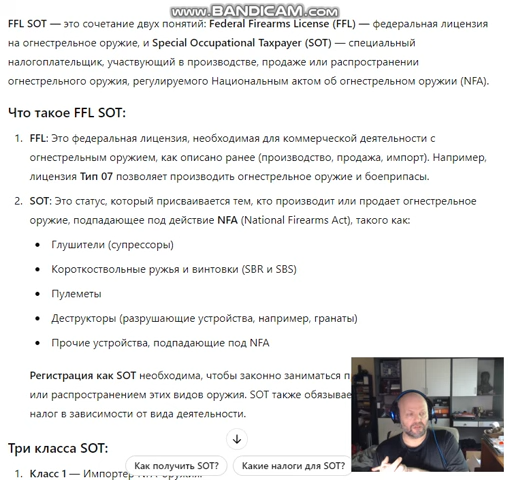 WWW.BANDICAM.COM
FFL SOT — это сочетание двух понятий: Federal Firearms License (FFL) — федеральная лицензия
на огнестрельное оружие, и Special Occupational Taxpayer (SOT) — специальный
налогоплательщик, участвующий в производстве, продаже или распространении
огнестрельного оружия, регулируемого Национальным актом об огнестрельном оружии (NFA).
Что такое FFL SOT:
1. FFL: Это федеральная лицензия, необходимая для коммерческой деятельности с
огнестрельным оружием, как описано ранее (производство, продажа, импорт). Например,
лицензия Тип 07 позволяет производить огнестрельное оружие и боеприпасы.
2. SOT: Это статус, который присваивается тем, кто производит или продает огнестрельное
оружие, подпадающее под действие NFA (National Firearms Act), такого как:
• Глушители (супрессоры)
• Короткоствольные ружья и винтовки (SBR и SBS)
• Пулеметы
• Деструкторы (разрушающие устройства, например, гранаты)
• Прочие устройства, подпадающие под NFA
Регистрация как SOT необходима, чтобы законно заниматься п
или распространением этих видов оружия. SOT также обязывае
налог в зависимости от вида деятельности.
Три класса SOT:
Как получить SOT? Какие налоги для SOT?
1. Класс 1 — Импортер